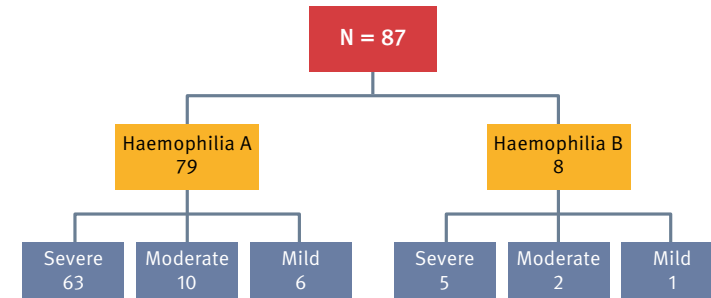 N = 87
Haemophilia A
79
Haemophilia B
8
Severe
63
Moderate
10
Mild
6
Severe
5
Moderate
2
Mild
1